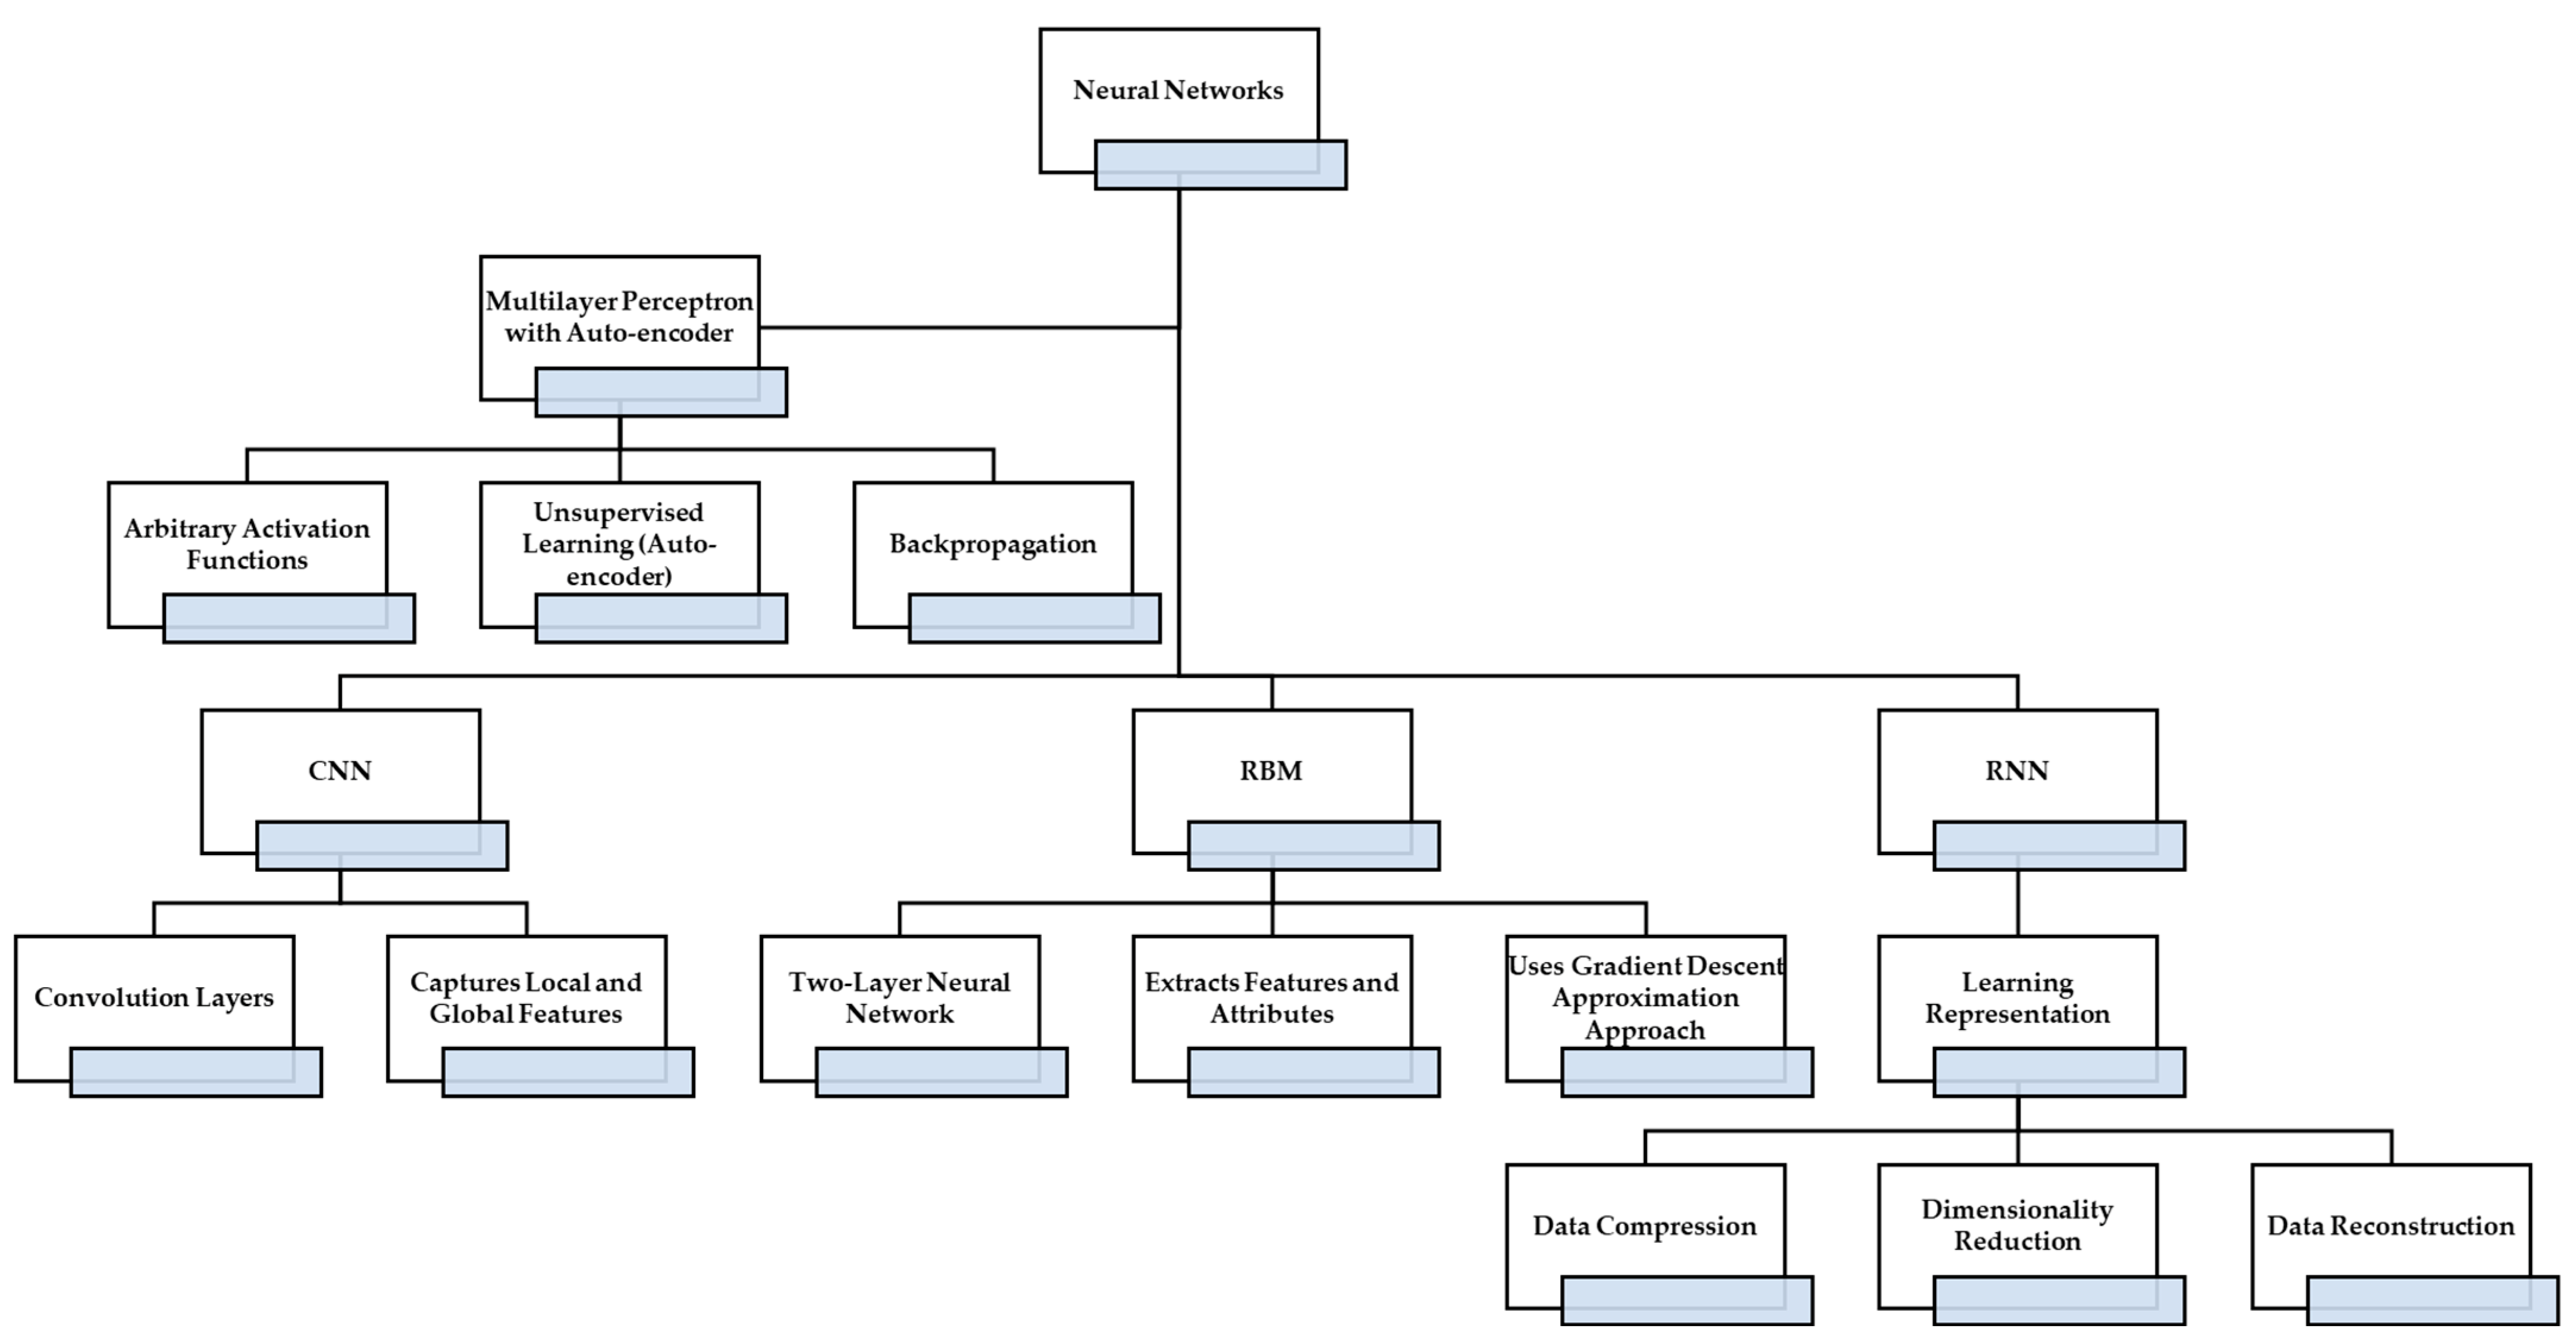 Neural Networks
Multilayer Perceptron
with Auto-encoder
Arbitrary Activation
Functions
Unsupervised
Learning (Auto-
encoder)
Backpropagation
CNN
RBM
RNN
Convolution Layers
Captures Local and
Global Features
Two-Layer Neural
Network
Extracts Features and
Attributes
Uses Gradient Descent
Approximation
Approach
Learning
Representation
Data Compression
Dimensionality
Reduction
Data Reconstruction